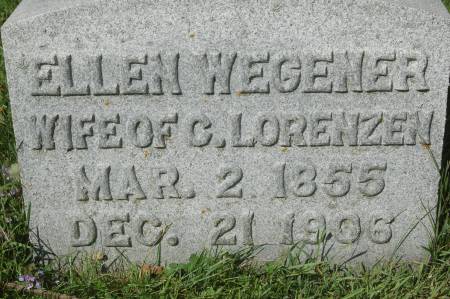 ELLEN WEGENER
WIFE OF C. LORENZEN
MAR. 2 1855
DEC. 21 1906